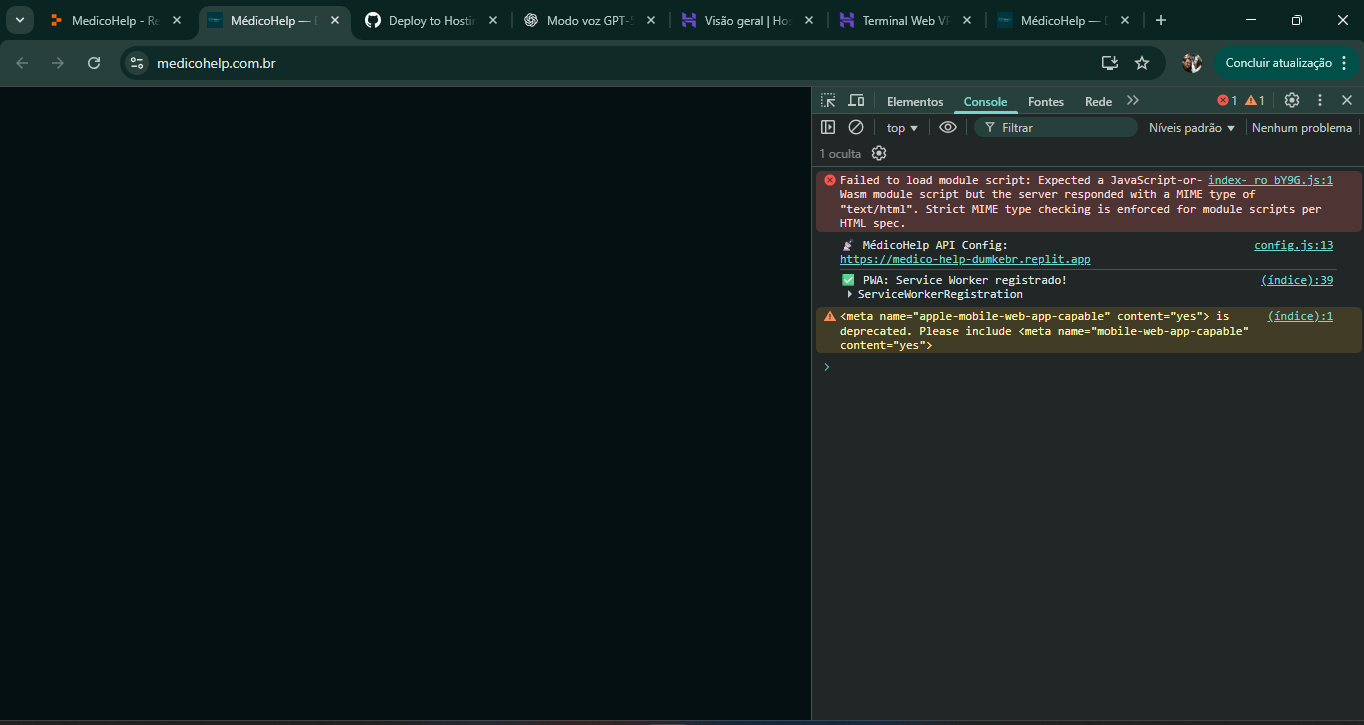 MedicoHelp - Re
MédicoHelp —
Deploy to Hostin
Modo voz GPT-5
Visão geral | Hos
Terminal Web VP
MédicoHelp —
medicohelp.com.br
Concluir atualização
Elementos
Console
Fontes
Rede
1
1
top
Filtrar
Níveis padrão
Nenhum problema
1 oculta
Failed to load module script: Expected a JavaScript-or- index-_ro_bY9G.js:1
Wasm module script but the server responded with a MIME type of
"text/html". Strict MIME type checking is enforced for module scripts per
HTML spec.
MédicoHelp API Config: config.js:13
https://medico-help-dumkebr.replit.app
PWA: Service Worker registrado! (índice):39
ServiceWorkerRegistration
<meta name="apple-mobile-web-app-capable" content="yes"> is (índice):1
deprecated. Please include <meta name="mobile-web-app-capable"
content="yes">